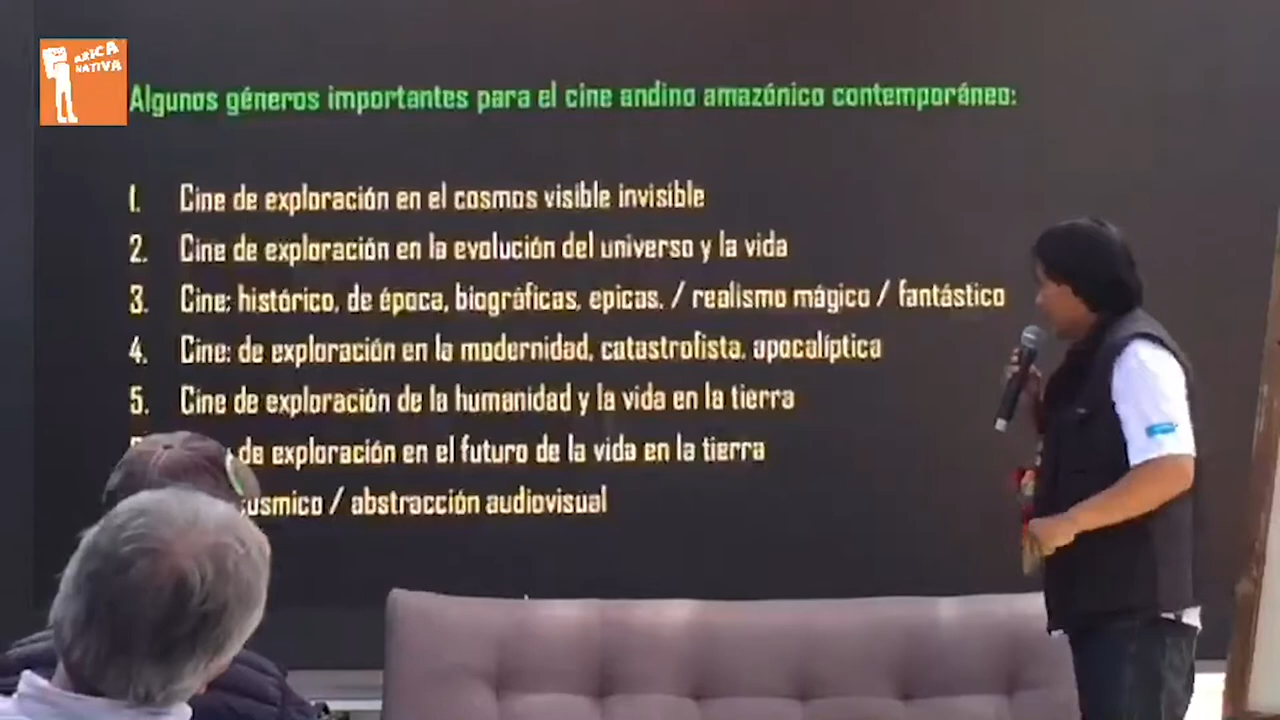 ARICA
NATIVA
Algunos géneros importantes para el cine andino amazónico contemporáneo:
1. Cine de exploración en el cosmos visible invisible
2. Cine de exploración en la evolución del universo y la vida
3. Cine: histórico, de época, biográficas, epicas. / realismo mágico / fantástico
4. Cine: de exploración en la modernidad, catastrofista, apocalíptica
5. Cine de exploración de la humanidad y la vida en la tierra
de exploración en el futuro de la vida en la tierra
/ abstracción audiovisual